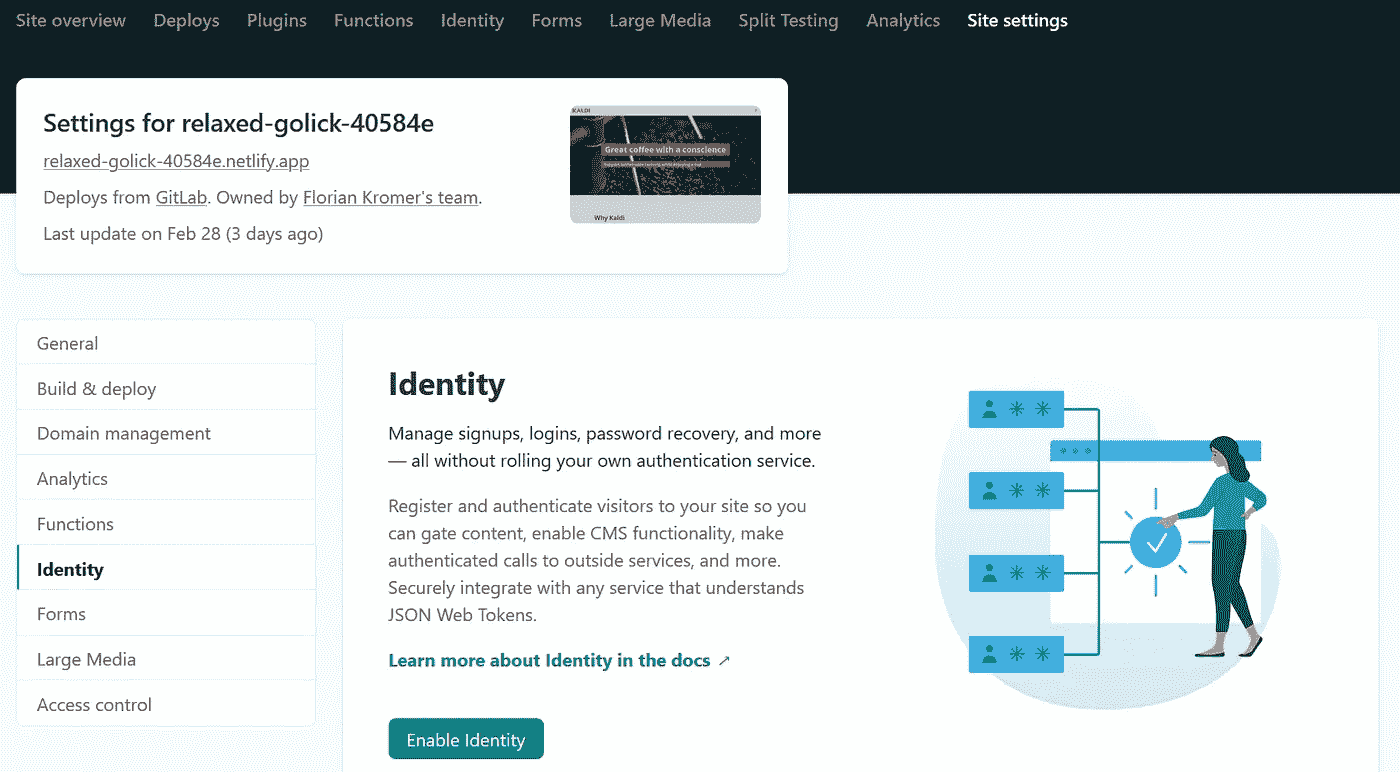 Site overview Deploys Plugins Functions Identity Forms Large Media Split Testing Analytics Site settings
Settings for relaxed-golick-40584e
relaxed-golick-40584e.netlify.app
Deploys from GitLab. Owned by Florian Kromer's team.
Last update on Feb 28 (3 days ago)
KALDI
Great coffee with a conscience
Why Kaldi
General
Build & deploy
Domain management
Analytics
Functions
Identity
Forms
Large Media
Access control
Identity
Manage signups, logins, password recovery, and more
— all without rolling your own authentication service.
Register and authenticate visitors to your site so you
can gate content, enable CMS functionality, make
authenticated calls to outside services, and more.
Securely integrate with any service that understands
JSON Web Tokens.
Learn more about Identity in the docs ↗
Enable Identity